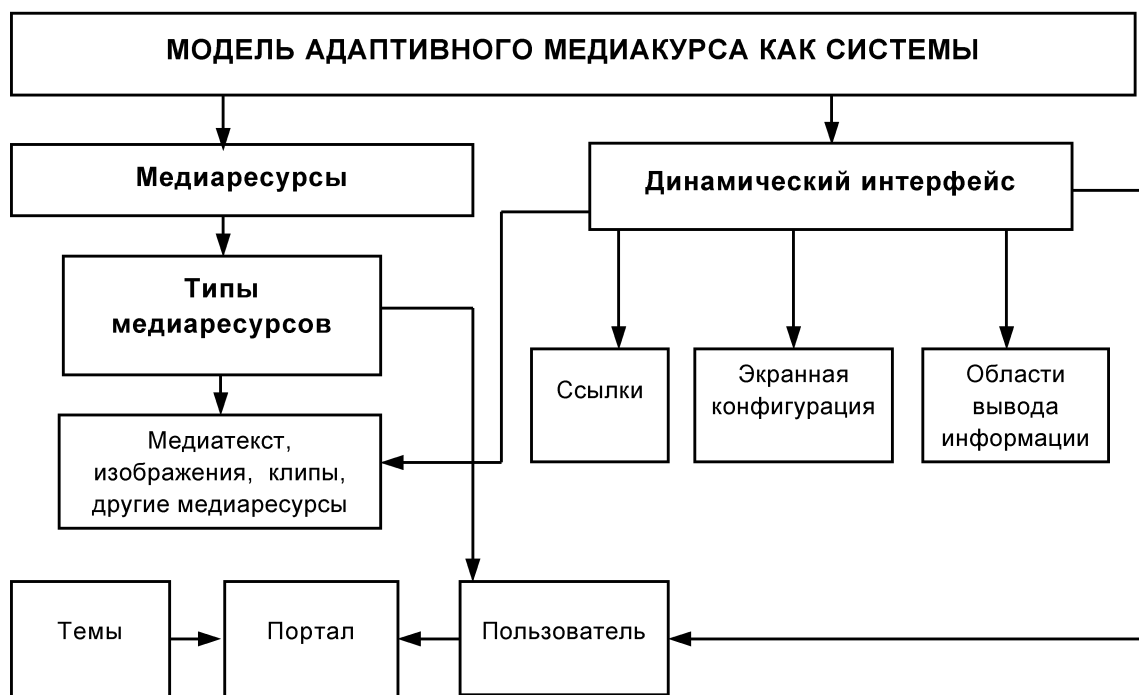 МОДЕЛЬ АДАПТИВНОГО МЕДИАКУРСА КАК СИСТЕМЫ
Медиаресурсы
Динамический интерфейс
Типы
медиаресурсов
Ссылки
Экранная
конфигурация
Области
вывода
информации
Медиатекст,
изображения, клипы,
другие медиаресурсы
Темы
Портал
Пользователь